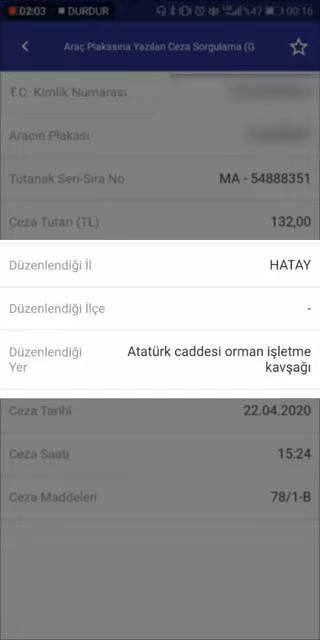 02:03 DURDUR %47 00:16
Araç Plakasına Yazılan Ceza Sorgulama (G
T.C. Kimlik Numarası
Aracın Plakası
Tutanak Seri-Sıra No MA - 54888351
Ceza Tutarı (TL) 132,00
Düzenlendiği İl HATAY
Düzenlendiği İlçe -
Düzenlendiği Atatürk caddesi orman işletme
Yer kavşağı
Ceza Tarihi 22.04.2020
Ceza Saati 15:24
Ceza Maddeleri 78/1-B